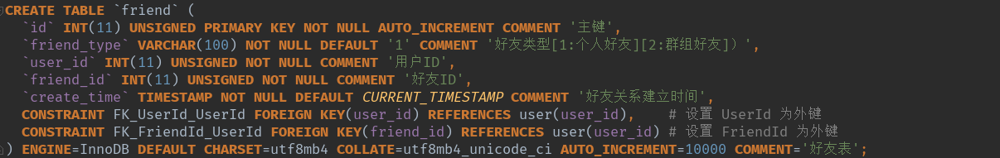 CREATE TABLE `friend` (
`id` INT(11) UNSIGNED PRIMARY KEY NOT NULL AUTO_INCREMENT COMMENT '主键',
`friend_type` VARCHAR(100) NOT NULL DEFAULT '1' COMMENT '好友类型[1:个人好友][2:群组好友]）',
`user_id` INT(11) UNSIGNED NOT NULL COMMENT '用户ID',
`friend_id` INT(11) UNSIGNED NOT NULL COMMENT '好友ID',
`create_time` TIMESTAMP NOT NULL DEFAULT CURRENT_TIMESTAMP COMMENT '好友关系建立时间',
CONSTRAINT FK_UserId_UserId FOREIGN KEY(user_id) REFERENCES user(user_id), # 设置 UserId 为外键
CONSTRAINT FK_FriendId_UserId FOREIGN KEY(friend_id) REFERENCES user(user_id) # 设置 FriendId 为外键
) ENGINE=InnoDB DEFAULT CHARSET=utf8mb4 COLLATE=utf8mb4_unicode_ci AUTO_INCREMENT=10000 COMMENT='好友表';